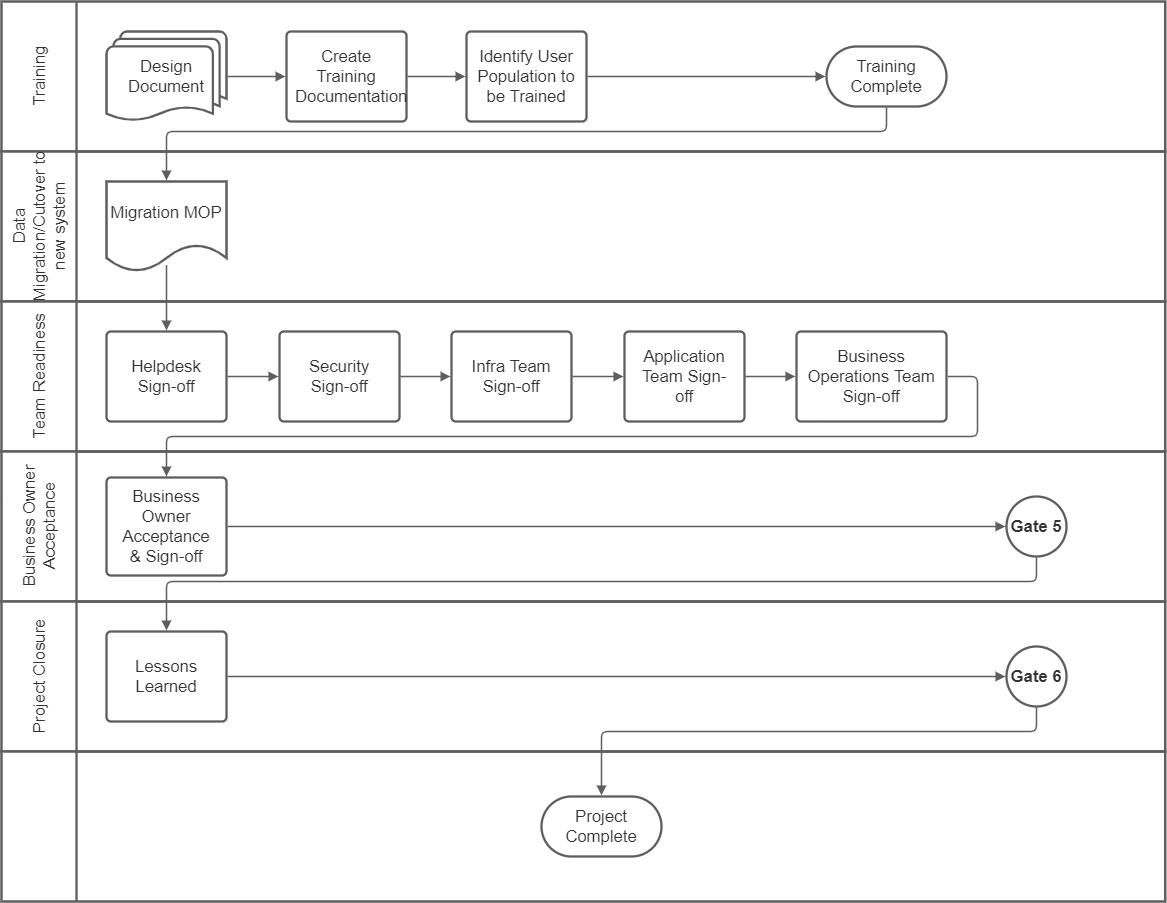 Training
Design
Document
Create
Training
Documentation
Identify User
Population to
be Trained
Training
Complete
Data
Migration/Cutover to
new system
Migration MOP
Team Readiness
Helpdesk
Sign-off
Security
Sign-off
Infra Team
Sign-off
Application
Team Sign-
off
Business
Operations Team
Sign-off
Business Owner
Acceptance
Business
Owner
Acceptance
& Sign-off
Gate 5
Project Closure
Lessons
Learned
Gate 6
Project
Complete